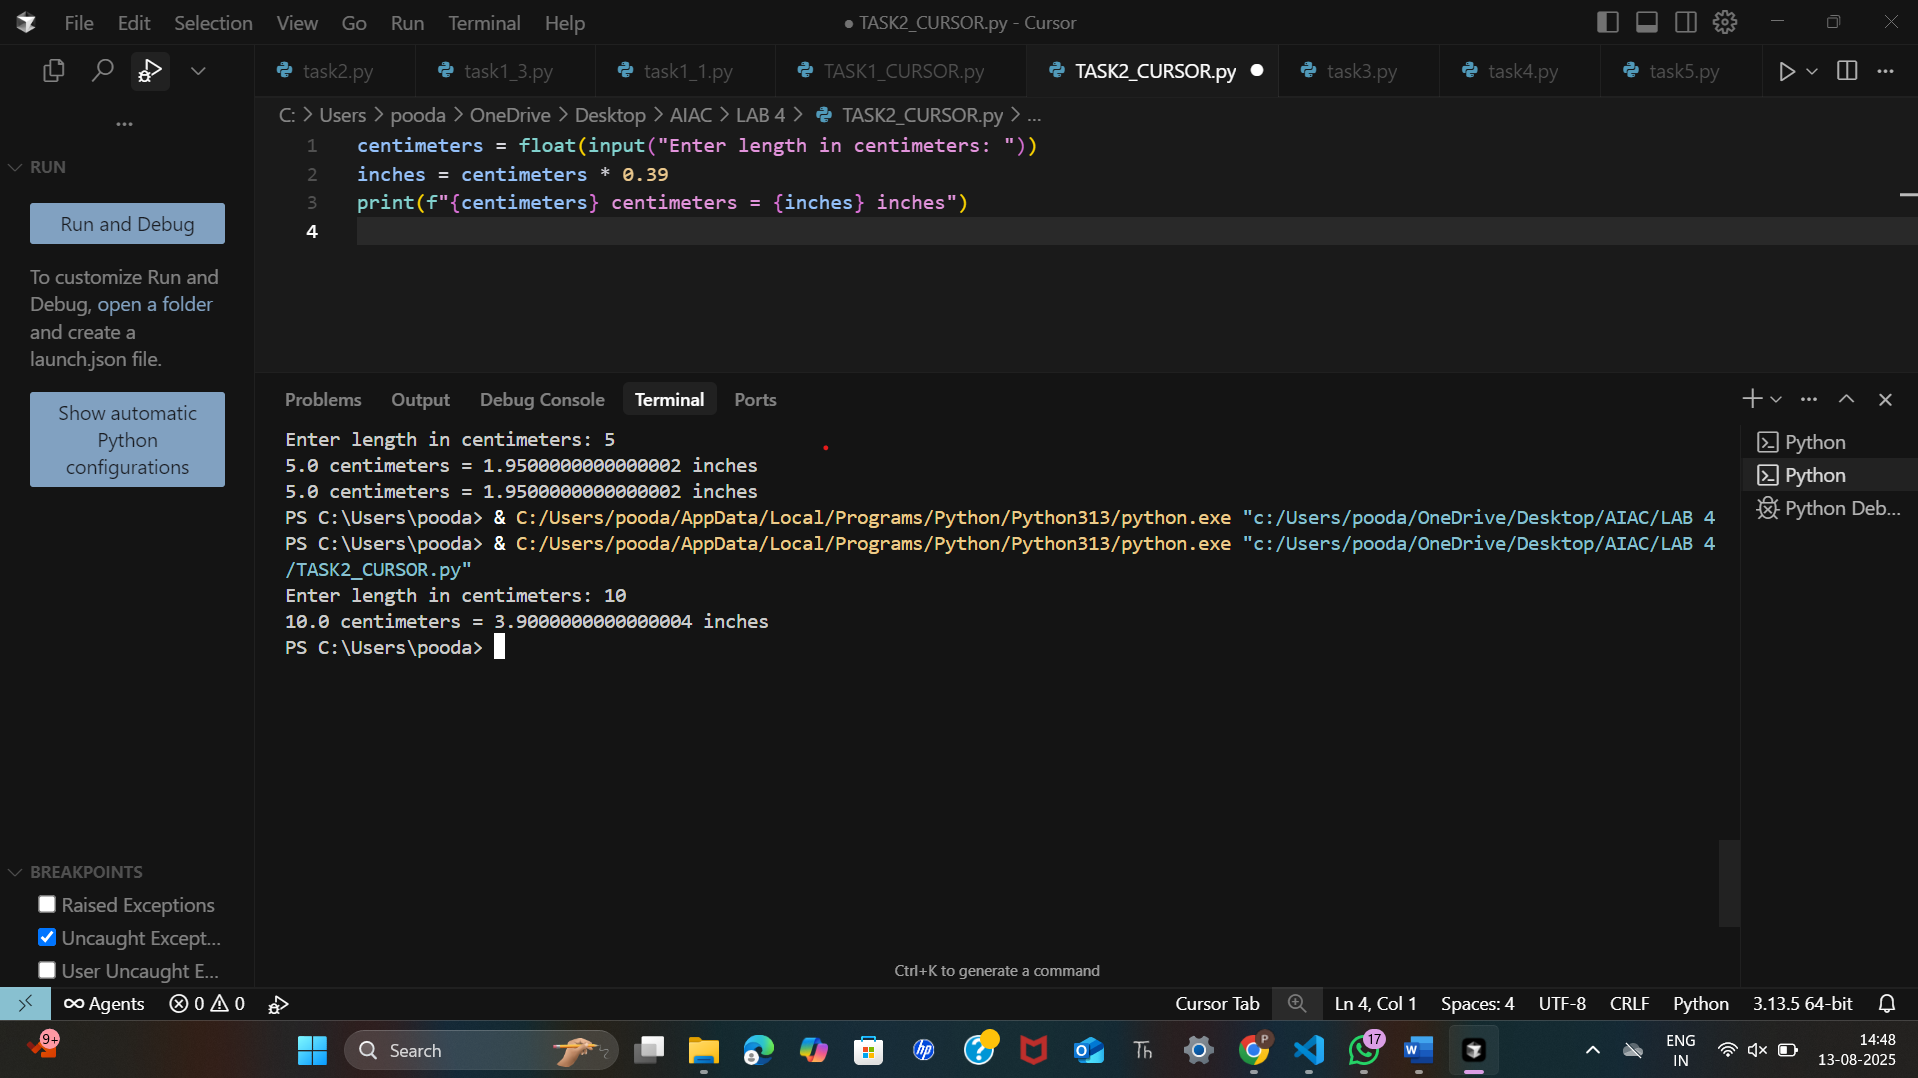 File Edit Selection View Go Run Terminal Help
● TASK2_CURSOR.py - Cursor
task2.py task1_3.py task1_1.py TASK1_CURSOR.py TASK2_CURSOR.py task3.py task4.py task5.py
C: > Users > pooda > OneDrive > Desktop > AIAC > LAB 4 > TASK2_CURSOR.py > ...
RUN
Run and Debug
To customize Run and
Debug, open a folder
and create a
launch.json file.
Show automatic
Python
configurations
1 centimeters = float(input("Enter length in centimeters: "))
2 inches = centimeters * 0.39
3 print(f"{centimeters} centimeters = {inches} inches")
4
Problems Output Debug Console Terminal Ports
Enter length in centimeters: 5
5.0 centimeters = 1.9500000000000002 inches
5.0 centimeters = 1.9500000000000002 inches
PS C:\Users\pooda> & C:/Users/pooda/AppData/Local/Programs/Python/Python313/python.exe "c:/Users/pooda/OneDrive/Desktop/AIAC/LAB 4
PS C:\Users\pooda> & C:/Users/pooda/AppData/Local/Programs/Python/Python313/python.exe "c:/Users/pooda/OneDrive/Desktop/AIAC/LAB 4
/TASK2_CURSOR.py"
Enter length in centimeters: 10
10.0 centimeters = 3.9000000000000004 inches
PS C:\Users\pooda>
Python
Python
Python Deb...
BREAKPOINTS
Raised Exceptions
Uncaught Except...
User Uncaught E...
Ctrl+K to generate a command
Agents 0 0
Cursor Tab Ln 4, Col 1 Spaces: 4 UTF-8 CRLF Python 3.13.5 64-bit
9+
Search
hp
Th
P
17
W
ENG
IN
14:48
13-08-2025